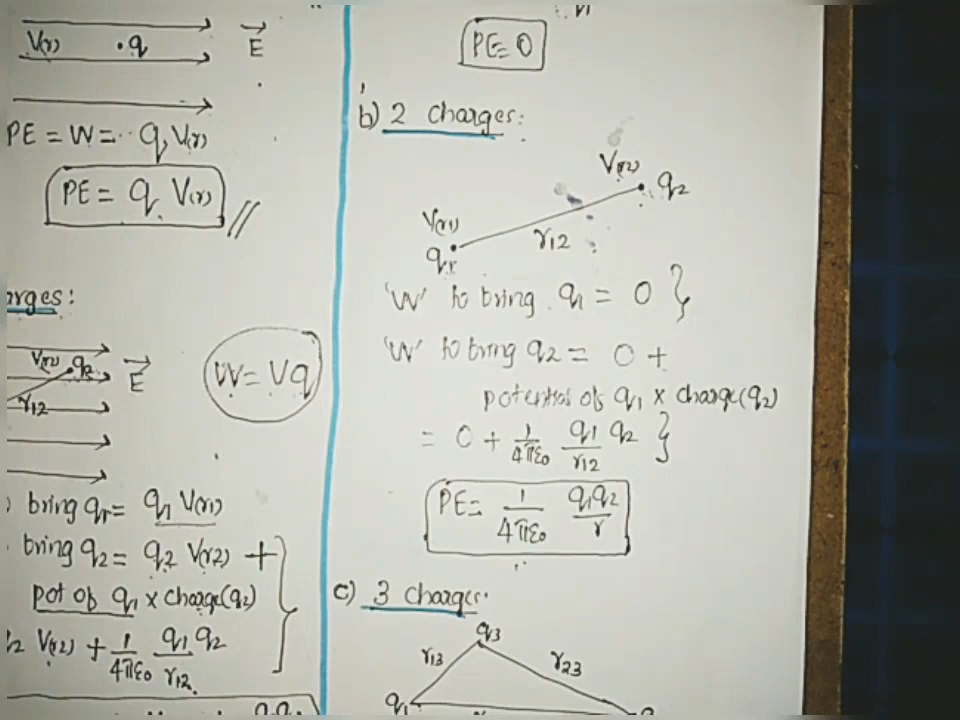 V(r) . q E
PE = W = q V(r)
PE = q V(r) //
arges:
V(r2) q2 E
r12
W = Vq
bring q1 = q1 V(r1)
bring q2 = q2 V(r2) +
pot of q1 x charge(q2)
V(r2) + 1/4πε0 q1 q2/r12
PE = 0
b) 2 charges:
V(r2)
q2
V(r1)
q1
r12
'W' to bring q1 = 0 }
'W' to bring q2 = 0 +
potential of q1 x charge(q2)
= 0 + 1/4πε0 q1 q2/r12 }
PE = 1/4πε0 q1q2/r
c) 3 charges.
q3
r13 r23
q1